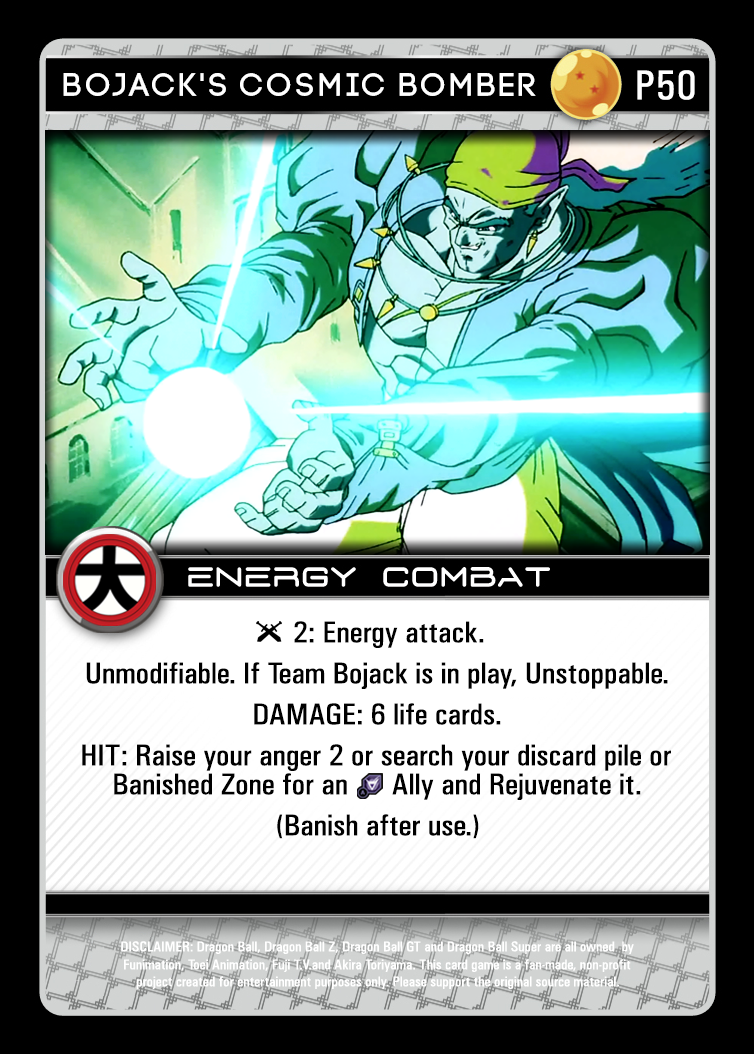 BOJACK'S COSMIC BOMBER P50
大 ENERGY COMBAT
2: Energy attack.
Unmodifiable. If Team Bojack is in play, Unstoppable.
DAMAGE: 6 life cards.
HIT: Raise your anger 2 or search your discard pile or
Banished Zone for an Ally and Rejuvenate it.
(Banish after use.)
DISCLAIMER: Dragon Ball, Dragon Ball Z, Dragon Ball GT and Dragon Ball Super are all owned by
Funimation, Toei Animation, Fuji T.V.and Akira Toriyama. This card game is a fan-made, non-profit
project created for entertainment purposes only. Please support the original source material.